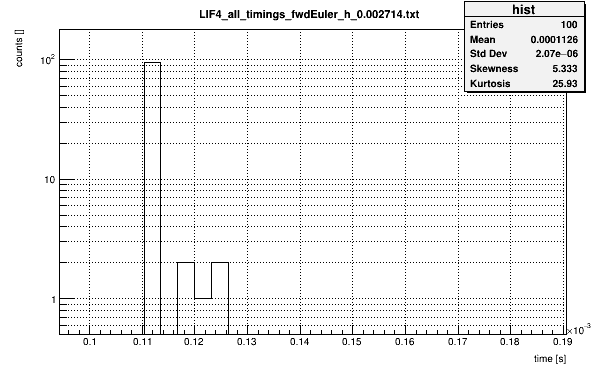 LIF4_all_timings_fwdEuler_h_0.002714.txt
hist
Entries 100
Mean 0.0001126
Std Dev 2.07e−06
Skewness 5.333
Kurtosis 25.93
counts []
10²
10
1
0.1 0.11 0.12 0.13 0.14 0.15 0.16 0.17 0.18 0.19
×10⁻³
time [s]